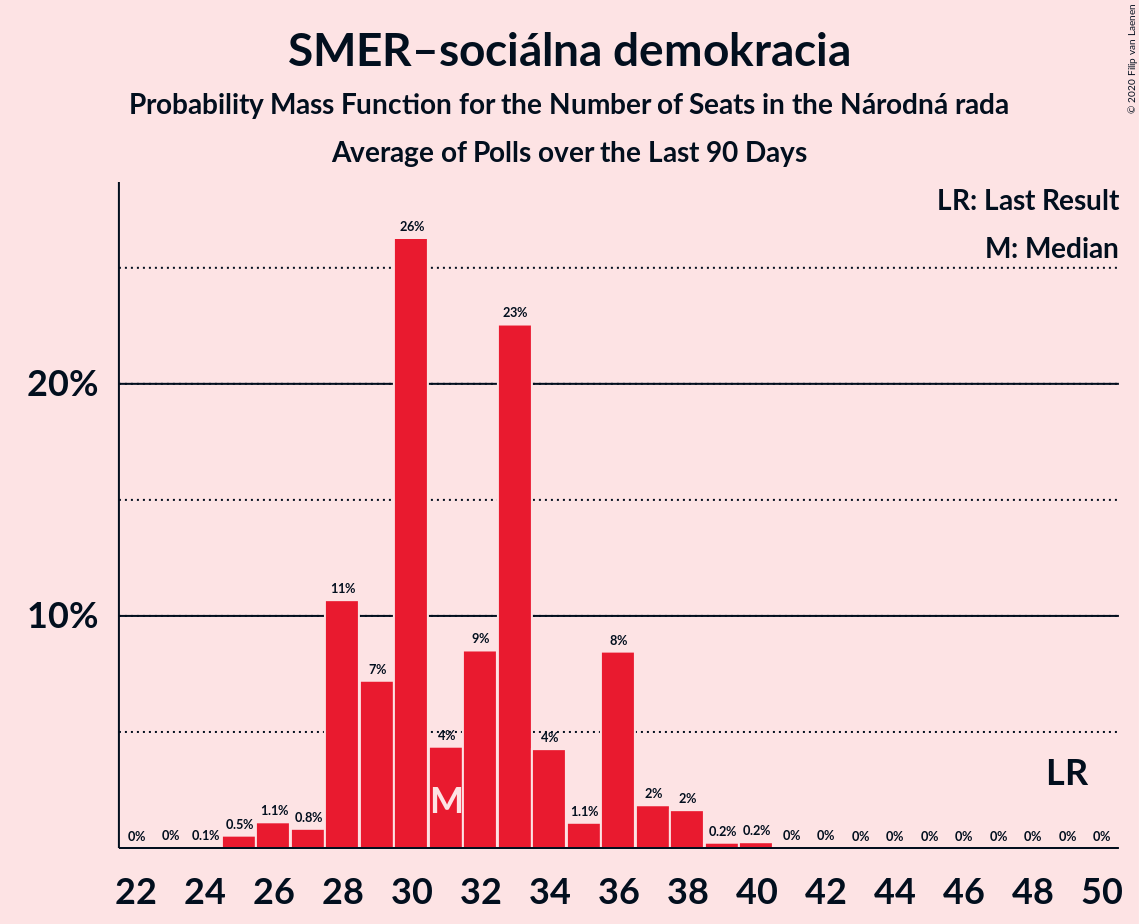 © 2020 Filip van Laenen
SMER–sociálna demokracia
Probability Mass Function for the Number of Seats in the Národná rada
Average of Polls over the Last 90 Days
LR: Last Result
M: Median
20%
10%
0% 0% 0.1% 0.5% 1.1% 0.8% 11% 7% 26% 4% 9% 23% 4% 1.1% 8% 2% 2% 0.2% 0.2% 0% 0% 0% 0% 0% 0% 0% 0% 0% 0%
M
LR
22 24 26 28 30 32 34 36 38 40 42 44 46 48 50